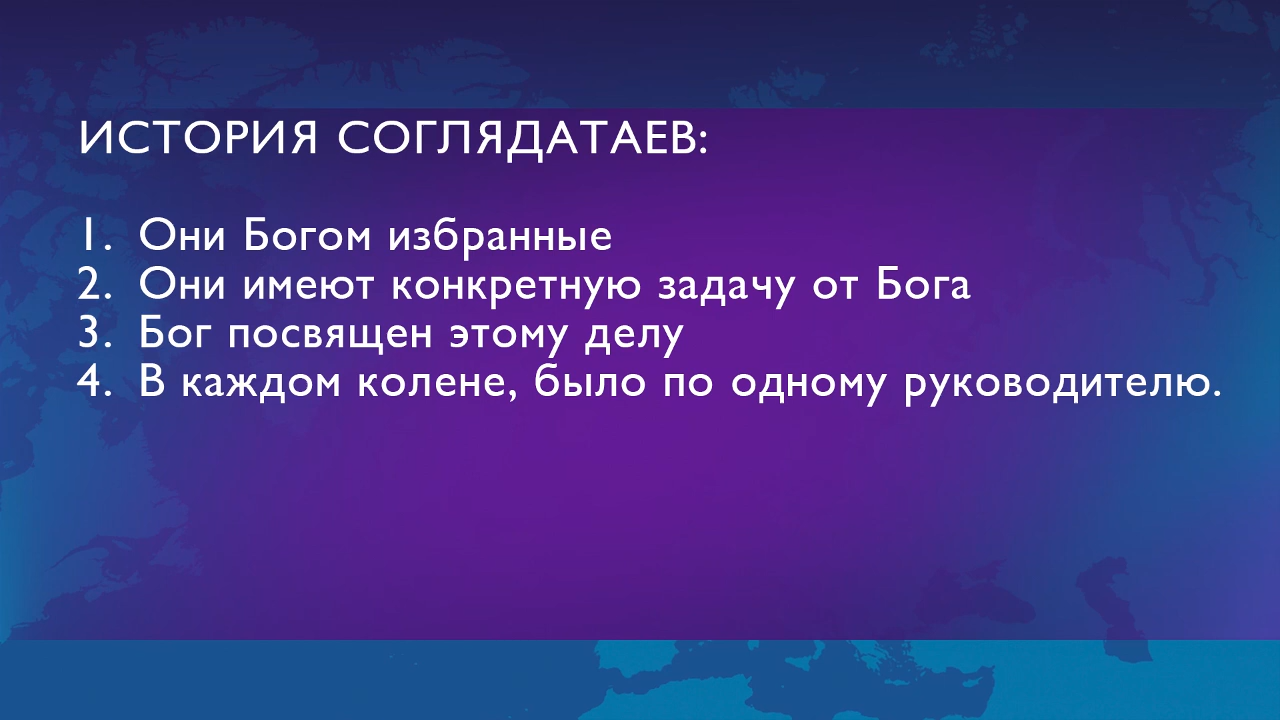 ИСТОРИЯ СОГЛЯДАТАЕВ:
1. Они Богом избранные
2. Они имеют конкретную задачу от Бога
3. Бог посвящен этому делу
4. В каждом колене, было по одному руководителю.